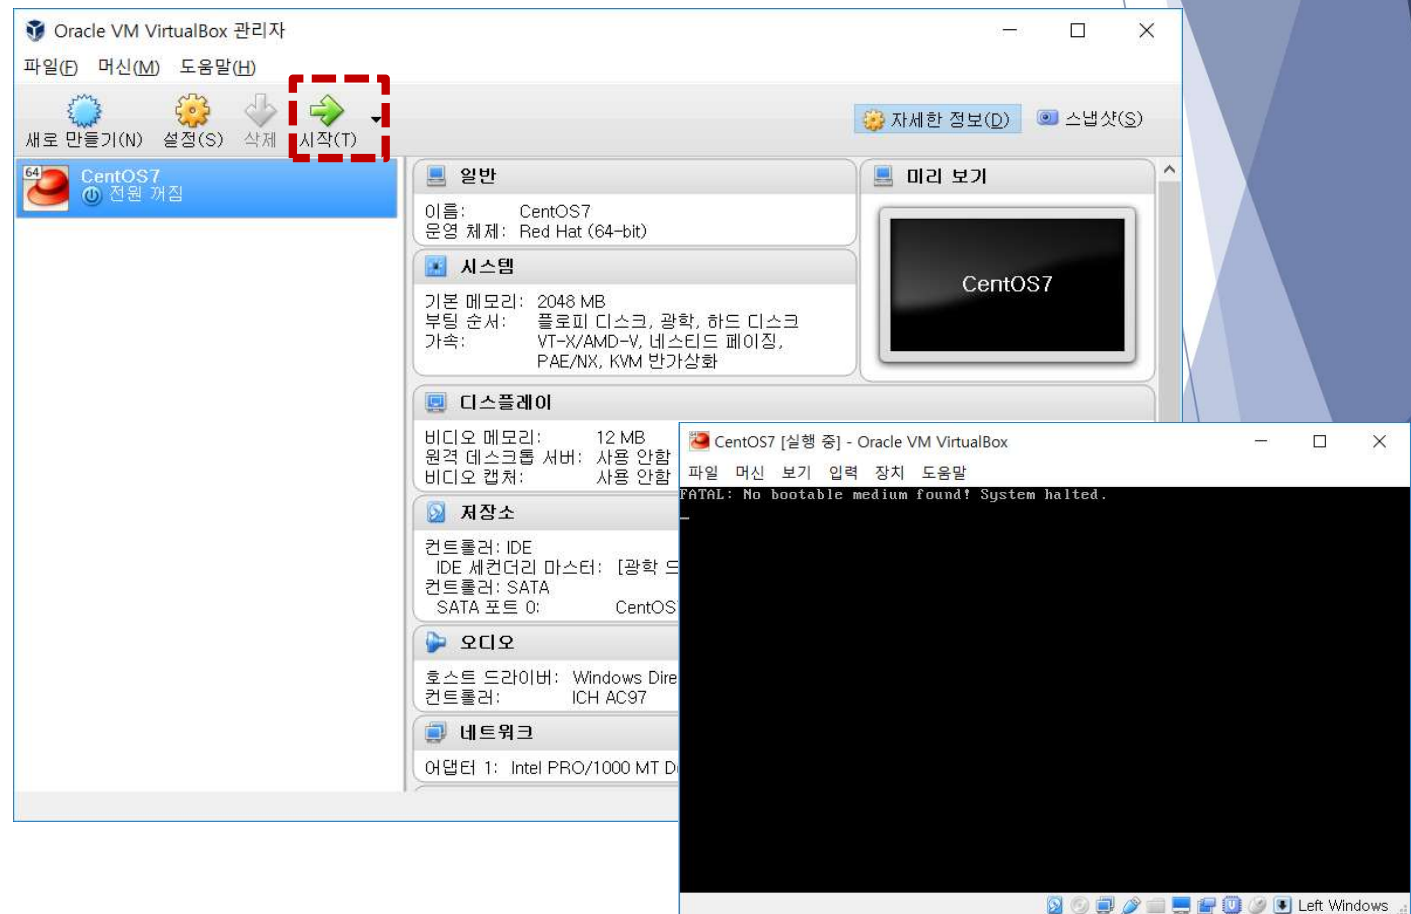 Oracle VM VirtualBox 관리자
파일(F) 머신(M) 도움말(H)
새로 만들기(N) 설정(S) 삭제 시작(T) 자세한 정보(D) 스냅샷(S)
64 CentOS7
전원 꺼짐
일반
이름: CentOS7
운영 체제: Red Hat (64-bit)
시스템
기본 메모리: 2048 MB
부팅 순서: 플로피 디스크, 광학, 하드 디스크
가속: VT-X/AMD-V, 네스티드 페이징,
PAE/NX, KVM 반가상화
미리 보기
CentOS7
디스플레이
비디오 메모리: 12 MB
원격 데스크톱 서버: 사용 안함
비디오 캡처: 사용 안함
저장소
컨트롤러: IDE
IDE 세컨더리 마스터: [광학
컨트롤러: SATA
SATA 포트 0: CentOS
오디오
호스트 드라이버: Windows Dire
컨트롤러: ICH AC97
네트워크
어댑터 1: Intel PRO/1000 MT D
CentOS7 [실행 중] - Oracle VM VirtualBox
파일 머신 보기 입력 장치 도움말
FATAL: No bootable medium found! System halted.
Left Windows